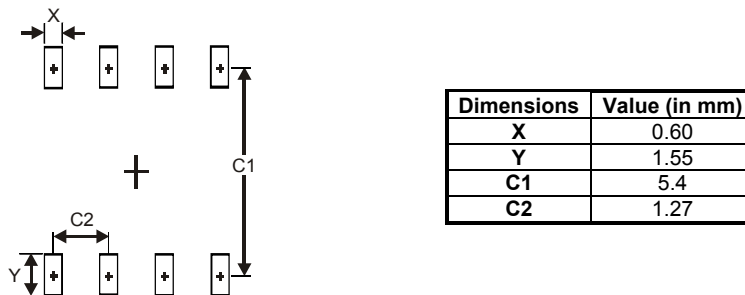 X
C1
C2
Y
Dimensions Value (in mm)
X 0.60
Y 1.55
C1 5.4
C2 1.27